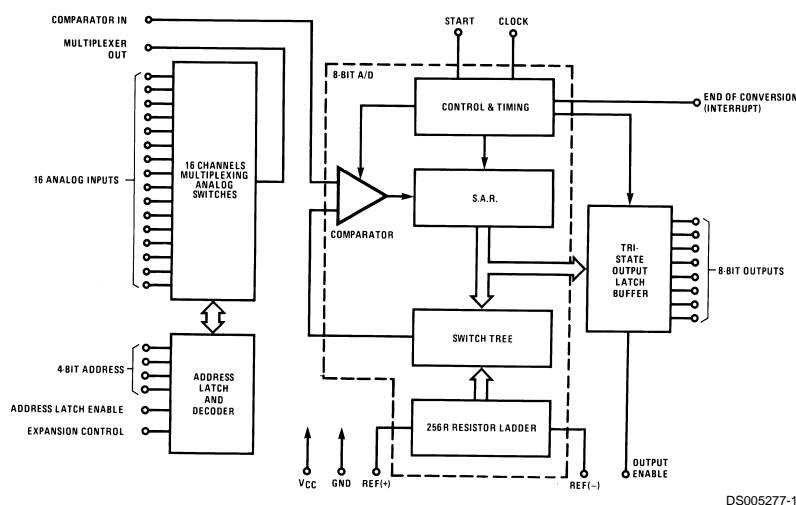 COMPARATOR IN
MULTIPLEXER
OUT
START
CLOCK
8-BIT A/D
CONTROL & TIMING
END OF CONVERSION
(INTERRUPT)
16 ANALOG INPUTS
16 CHANNELS
MULTIPLEXING
ANALOG
SWITCHES
S.A.R.
COMPARATOR
TRI-
STATE
OUTPUT
LATCH
BUFFER
8-BIT OUTPUTS
SWITCH TREE
4-BIT ADDRESS
ADDRESS
LATCH
AND
DECODER
ADDRESS LATCH ENABLE
EXPANSION CONTROL
256R RESISTOR LADDER
VCC
GND
REF(+)
REF(−)
OUTPUT
ENABLE
DS005277-1